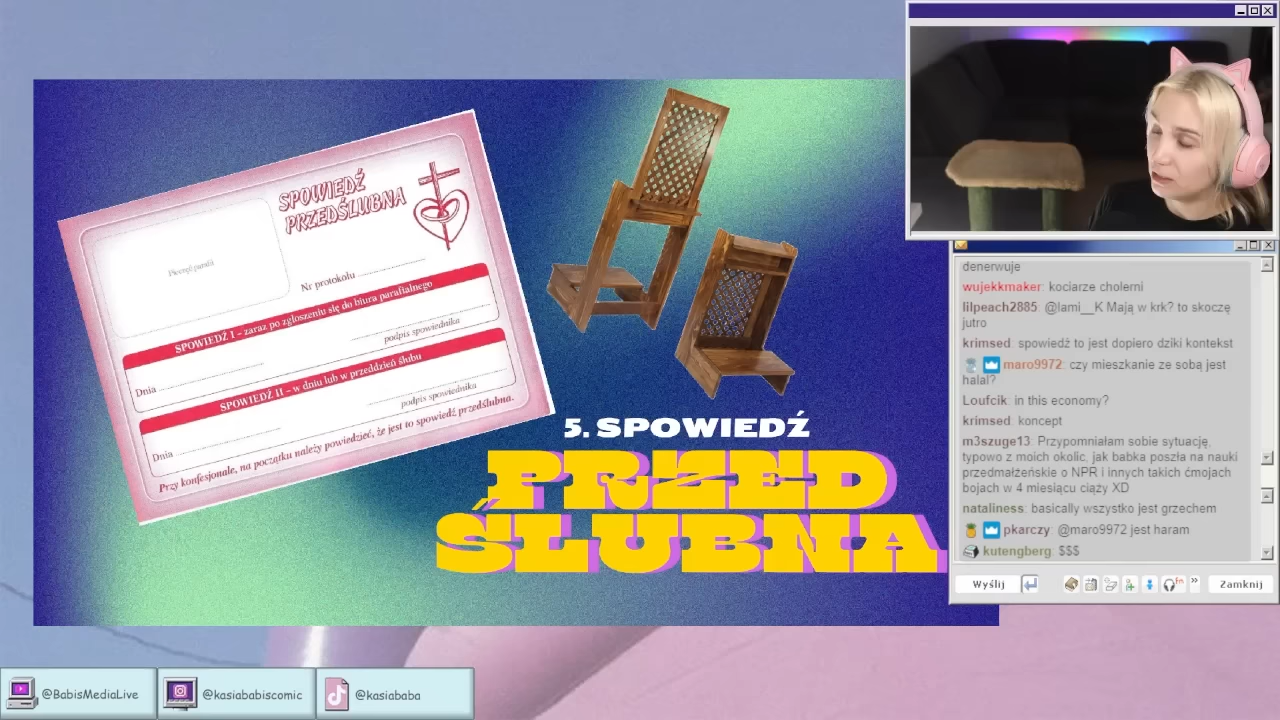 SPOWIEDŹ
PRZEDŚLUBNA
Pieczęć parafii
Nr protokołu
SPOWIEDŹ I – zaraz po zgłoszeniu się do biura parafialnego
Dnia
podpis spowiednika
SPOWIEDŹ II – w dniu lub w przeddzień ślubu
Dnia
podpis spowiednika
Przy konfesjonale, na początku należy powiedzieć, że jest to spowiedź przedślubna.
5. SPOWIEDŹ
PRZED
ŚLUBNA
denerwuje
wujekkmaker: kociarze cholerni
lilpeach2885: @lami__K Mają w krk? to skoczę
jutro
krimsed: spowiedź to jest dopiero dziki kontekst
maro9972: czy mieszkanie ze sobą jest
halal?
Loufcik: in this economy?
krimsed: koncept
m3szuge13: Przypomniałam sobie sytuację,
typowo z moich okolic, jak babka poszła na nauki
przedmałżeńskie o NPR i innych takich ćmojach
bojach w 4 miesiącu ciąży XD
nataliness: basically wszystko jest grzechem
pkarczy: @maro9972 jest haram
kutengberg: $$$
Wyślij
fn
»
Zamknij
@BabisMediaLive
@kasiababiscomic
@kasiababa